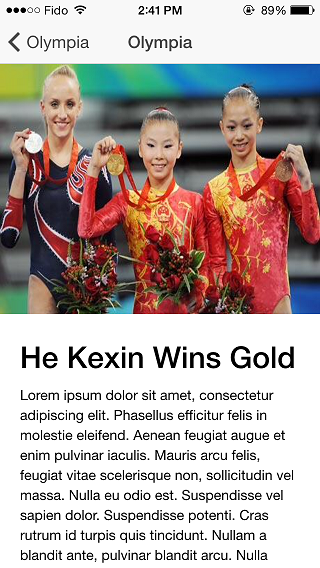 Fido 2:41 PM 89%
Olympia Olympia
He Kexin Wins Gold
Lorem ipsum dolor sit amet, consectetur
adipiscing elit. Phasellus efficitur felis in
molestie eleifend. Aenean feugiat augue et
enim pulvinar iaculis. Mauris arcu felis,
feugiat vitae scelerisque non, sollicitudin vel
massa. Nulla eu odio est. Suspendisse vel
sapien dolor. Suspendisse potenti. Cras
rutrum id turpis quis tincidunt. Nullam a
blandit ante, pulvinar blandit arcu. Nulla